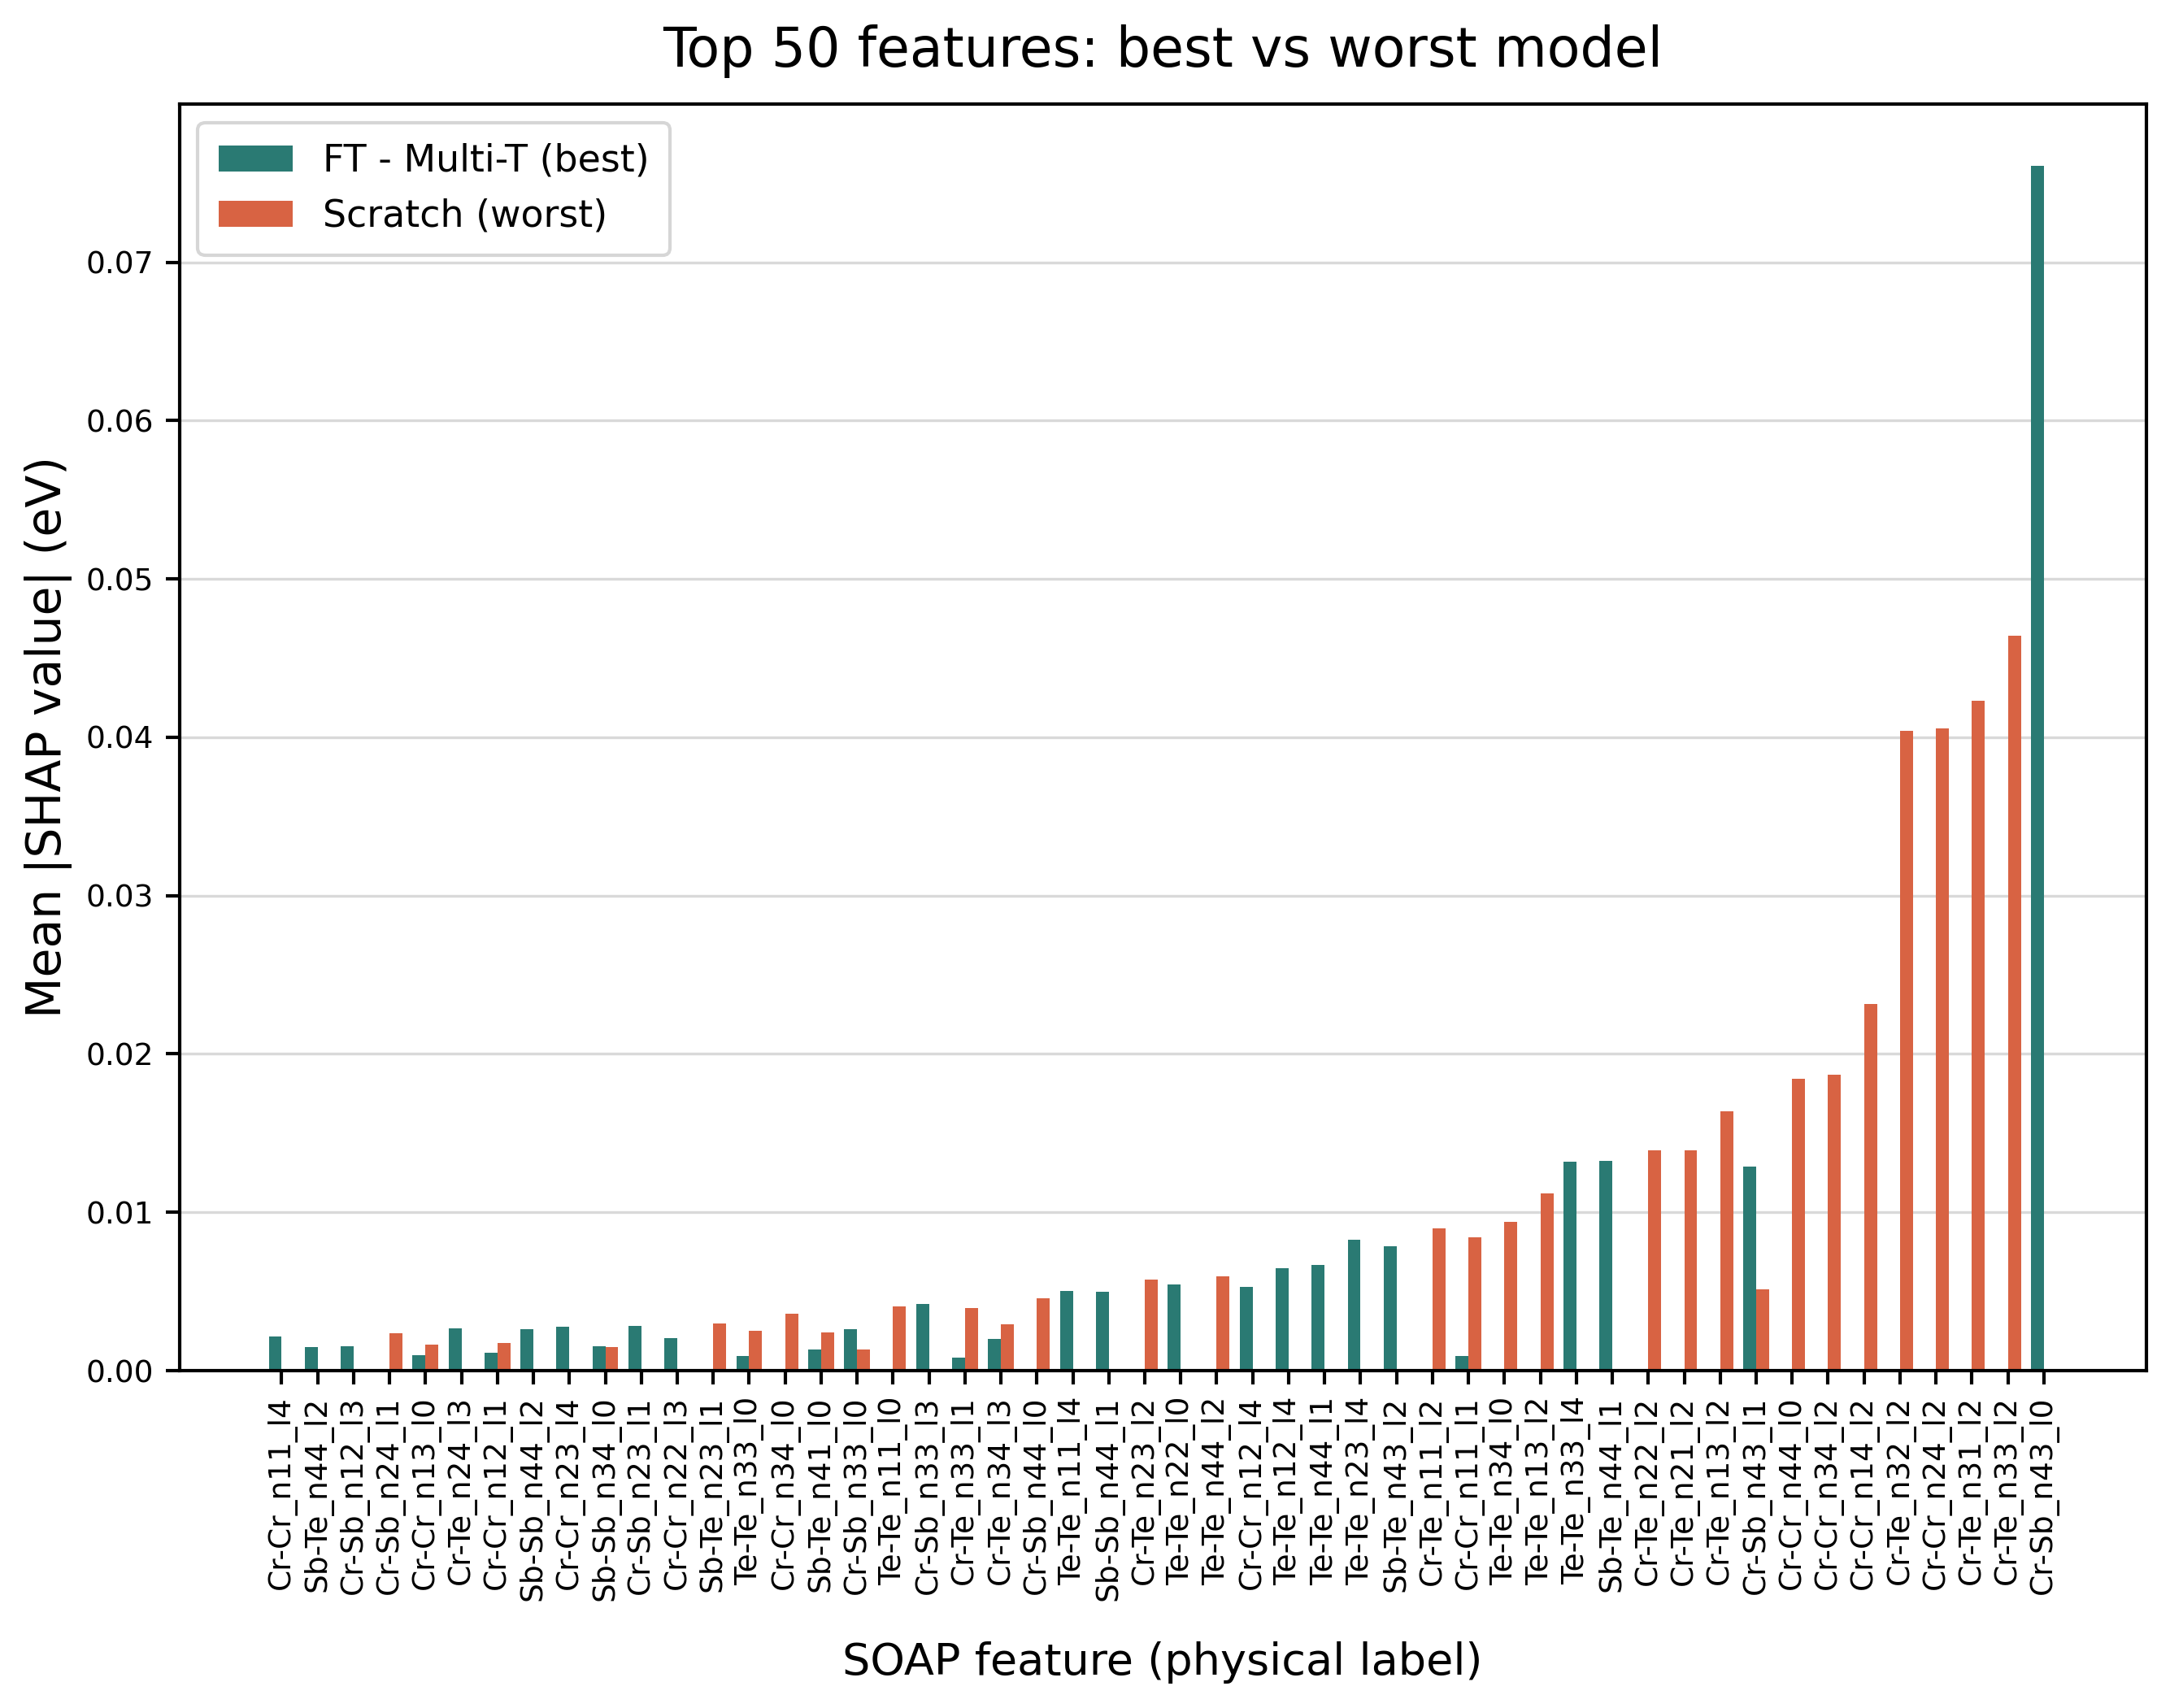 Top 50 features: best vs worst model
FT - Multi-T (best)
Scratch (worst)
Mean |SHAP value| (eV)
0.07
0.06
0.05
0.04
0.03
0.02
0.01
0.00
Cr-Cr_n11_l4
Sb-Te_n44_l2
Cr-Sb_n12_l3
Cr-Sb_n24_l1
Cr-Cr_n13_l0
Cr-Te_n24_l3
Cr-Cr_n12_l1
Sb-Sb_n44_l2
Cr-Cr_n23_l4
Sb-Sb_n34_l0
Cr-Sb_n23_l1
Cr-Cr_n22_l3
Sb-Te_n23_l1
Te-Te_n33_l0
Cr-Cr_n34_l0
Sb-Te_n41_l0
Cr-Sb_n33_l0
Te-Te_n11_l0
Cr-Sb_n33_l3
Cr-Te_n33_l1
Cr-Te_n34_l3
Cr-Sb_n44_l0
Te-Te_n11_l4
Sb-Sb_n44_l1
Cr-Te_n23_l2
Te-Te_n22_l0
Te-Te_n44_l2
Cr-Cr_n12_l4
Te-Te_n12_l4
Te-Te_n44_l1
Te-Te_n23_l4
Sb-Te_n43_l2
Cr-Te_n11_l2
Cr-Cr_n11_l1
Te-Te_n34_l0
Te-Te_n13_l2
Te-Te_n33_l4
Sb-Te_n44_l1
Cr-Te_n22_l2
Cr-Te_n21_l2
Cr-Te_n13_l2
Cr-Sb_n43_l1
Cr-Cr_n44_l0
Cr-Cr_n34_l2
Cr-Cr_n14_l2
Cr-Te_n32_l2
Cr-Cr_n24_l2
Cr-Te_n31_l2
Cr-Te_n33_l2
Cr-Sb_n43_l0
SOAP feature (physical label)